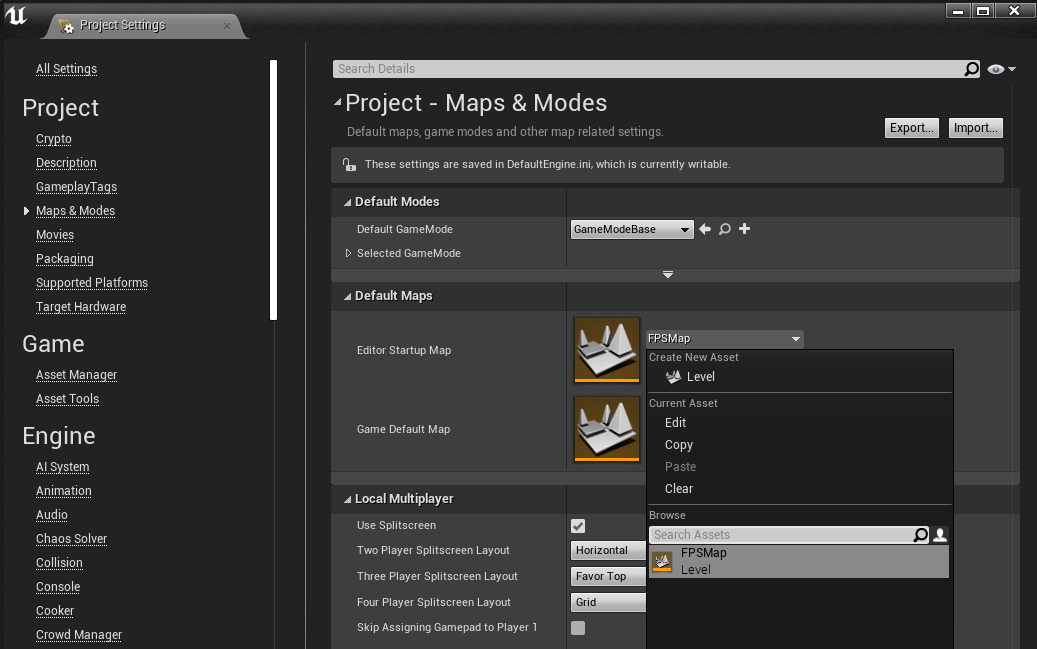 Project Settings
All Settings
Project
Crypto
Description
GameplayTags
Maps & Modes
Movies
Packaging
Supported Platforms
Target Hardware
Game
Asset Manager
Asset Tools
Engine
AI System
Animation
Audio
Chaos Solver
Collision
Console
Cooker
Crowd Manager
Search Details
Project - Maps & Modes
Default maps, game modes and other map related settings.
Export...
Import...
These settings are saved in DefaultEngine.ini, which is currently writable.
Default Modes
Default GameMode
GameModeBase
Selected GameMode
Default Maps
Editor Startup Map
FPSMap
Create New Asset
Level
Current Asset
Edit
Copy
Paste
Clear
Browse
Search Assets
FPSMap
Level
Game Default Map
Local Multiplayer
Use Splitscreen
Two Player Splitscreen Layout
Horizontal
Three Player Splitscreen Layout
Favor Top
Four Player Splitscreen Layout
Grid
Skip Assigning Gamepad to Player 1